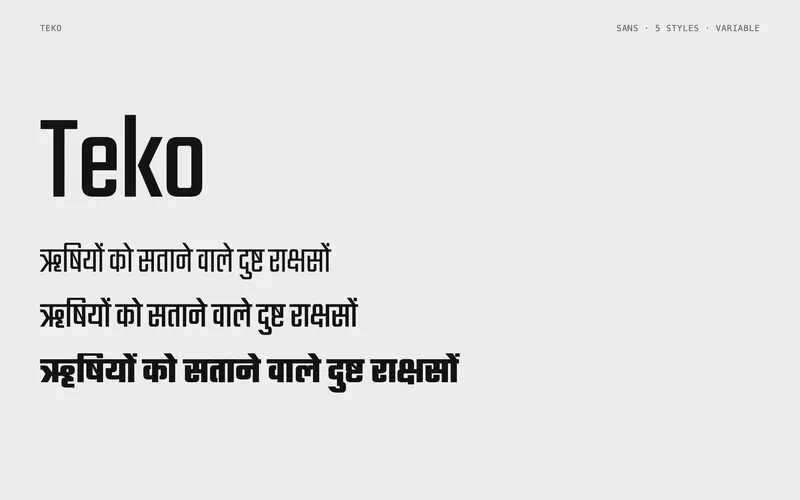 TEKO
SANS · 5 STYLES · VARIABLE
Teko
ऋषियों को सताने वाले दुष्ट राक्षसों
ऋषियों को सताने वाले दुष्ट राक्षसों
ऋषियों को सताने वाले दुष्ट राक्षसों